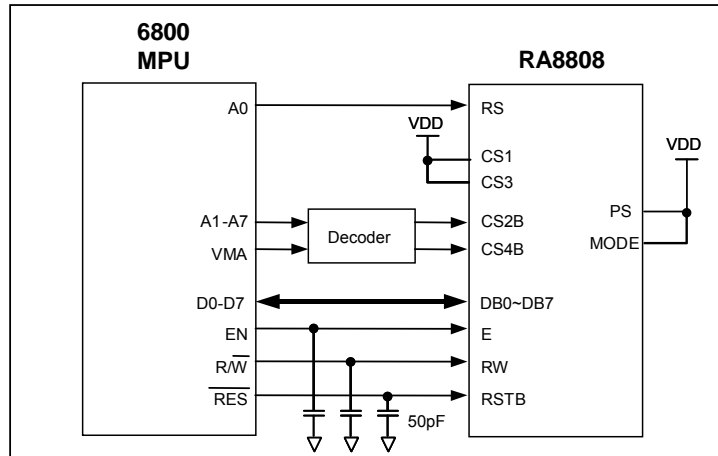 6800
MPU
RA8808
A0
RS
VDD
VDD
CS1
CS3
PS
MODE
A1-A7
VMA
Decoder
CS2B
CS4B
D0-D7
DB0~DB7
EN
E
R/W̅
RW
R̅E̅S̅
RSTB
50pF